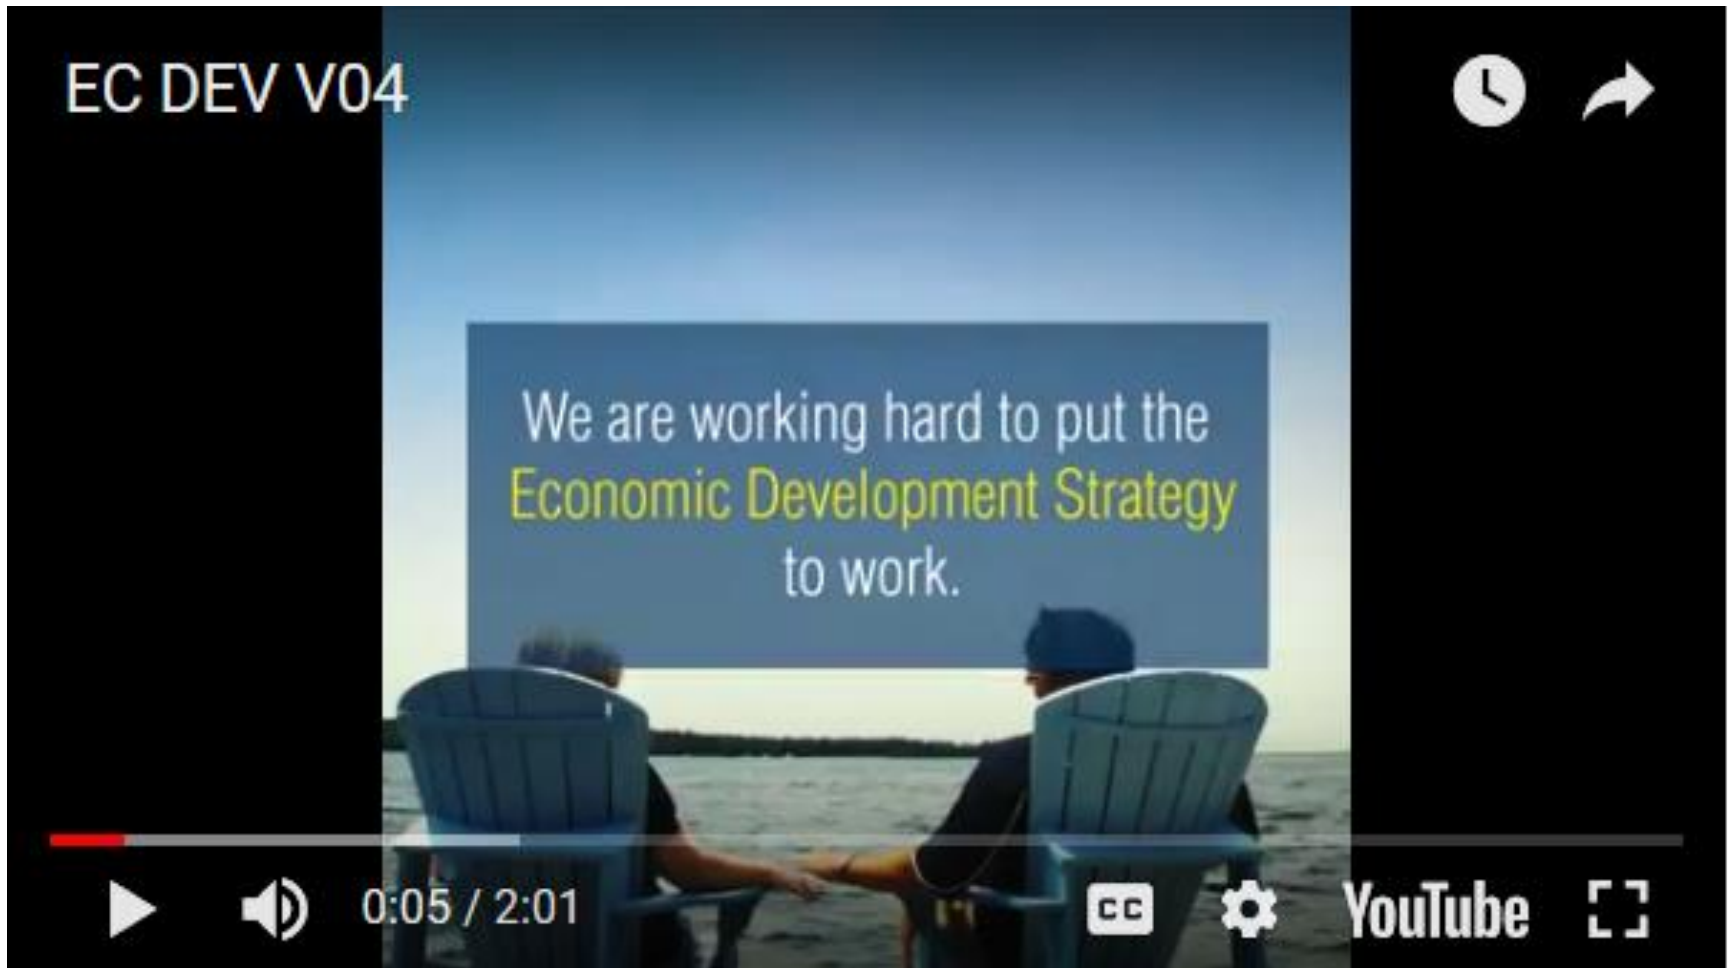 EC DEV V04
We are working hard to put the
Economic Development Strategy
to work.
0:05 / 2:01
CC
YouTube